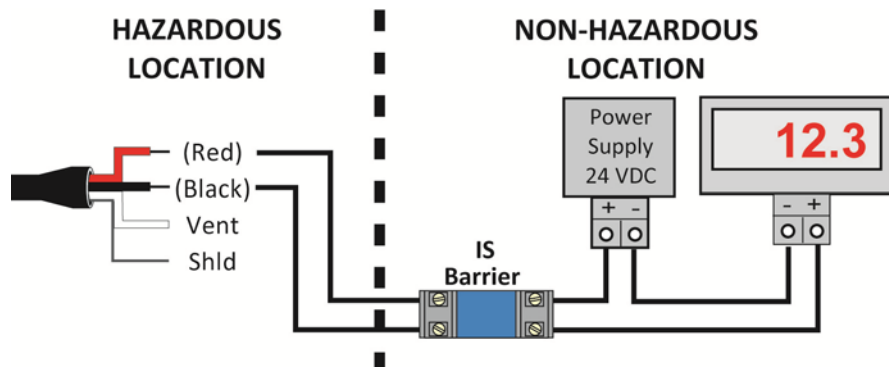 HAZARDOUS
LOCATION
NON-HAZARDOUS
LOCATION
Power
Supply
24 VDC
+ -
12.3
- +
(Red)
(Black)
Vent
Shld
IS
Barrier